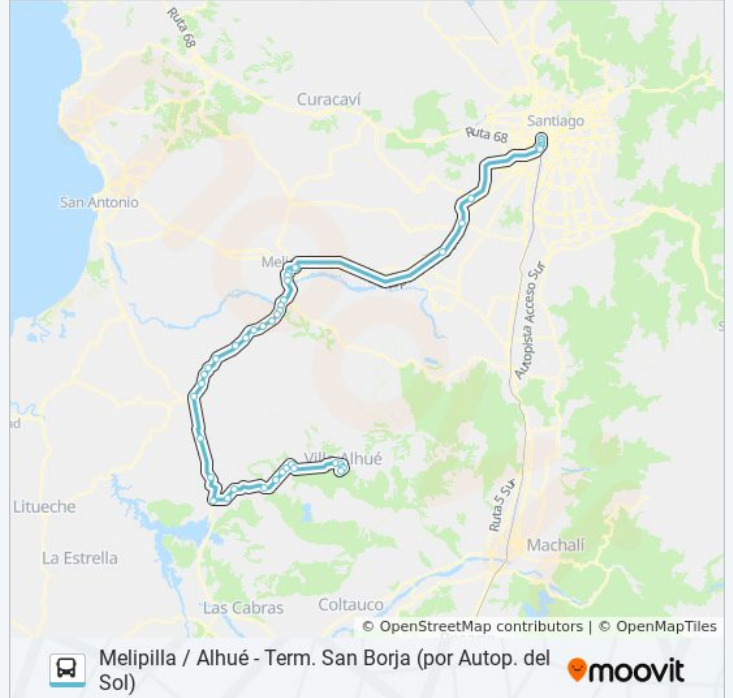 Ruta 68
Curacaví
Santiago
Ruta 68
San Antonio
Meli
Autopista Acceso Sur
Villa Alhué
Ruta 5 Sur
Litueche
Machalí
La Estrella
Las Cabras
Coltauco
© OpenStreetMap contributors | © OpenMapTiles
Melipilla / Alhué - Term. San Borja (por Autop. del
Sol)
moovit